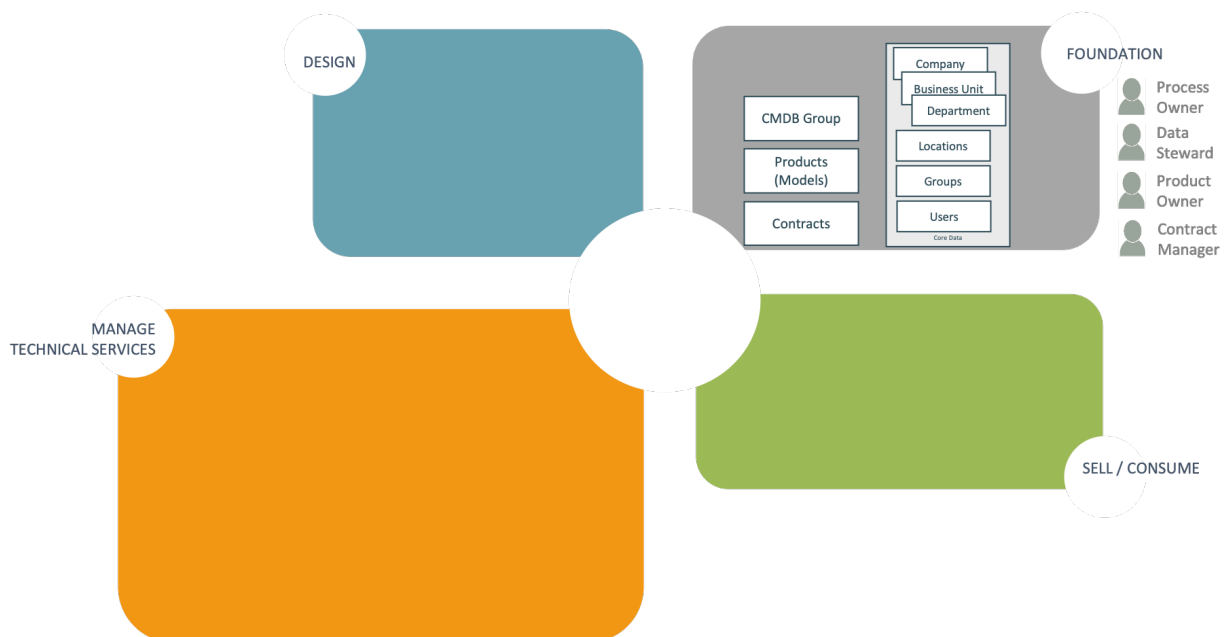 DESIGN
FOUNDATION
Company
Business Unit
Department
CMDB Group
Products
(Models)
Contracts
Locations
Groups
Users
Core Data
Process
Owner
Data
Steward
Product
Owner
Contract
Manager
MANAGE
TECHNICAL SERVICES
SELL / CONSUME